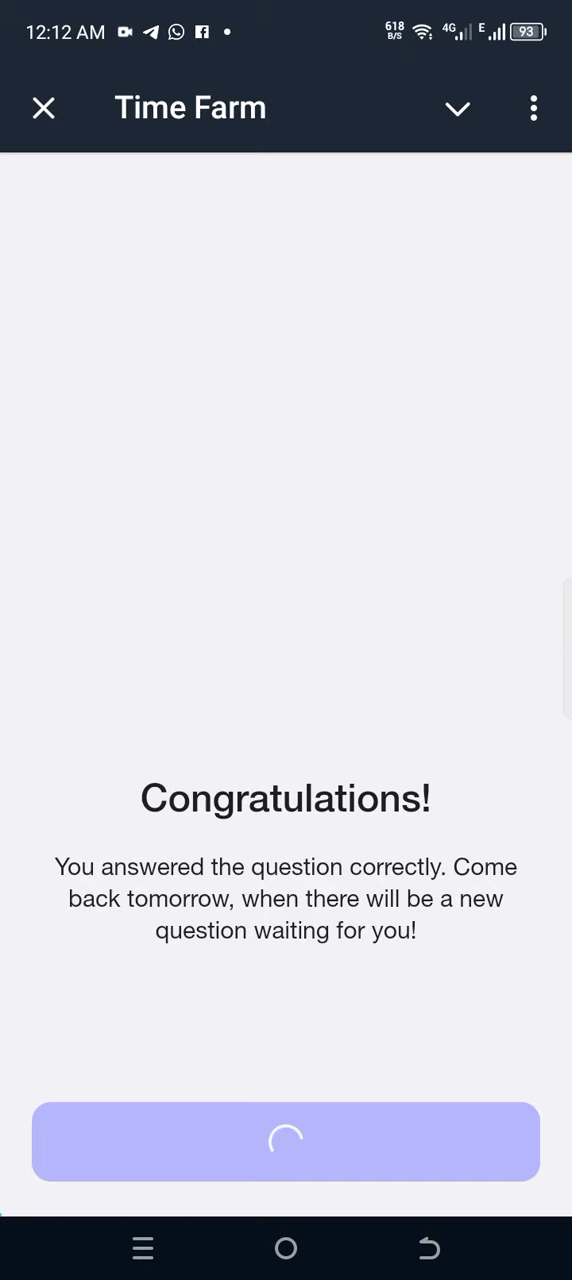 12:12 AM
618
B/S
4G
E
93
Time Farm
Congratulations!
You answered the question correctly. Come
back tomorrow, when there will be a new
question waiting for you!